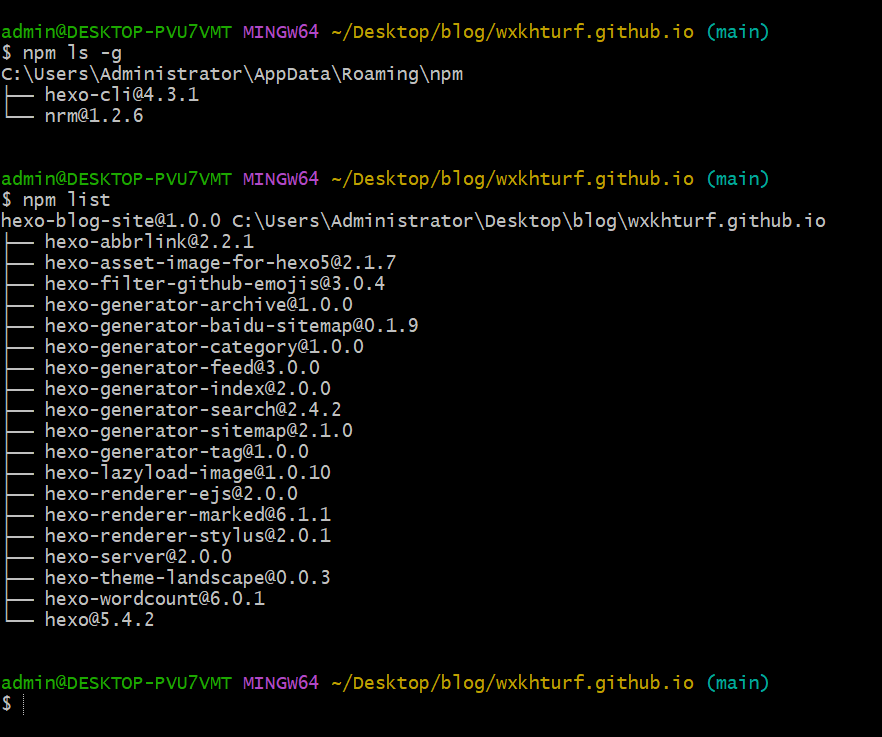 admin@DESKTOP-PVU7VMT MINGW64 ~/Desktop/blog/wxkhturf.github.io (main)
$ npm ls -g
C:\Users\Administrator\AppData\Roaming\npm
├── hexo-cli@4.3.1
└── nrm@1.2.6
admin@DESKTOP-PVU7VMT MINGW64 ~/Desktop/blog/wxkhturf.github.io (main)
$ npm list
hexo-blog-site@1.0.0 C:\Users\Administrator\Desktop\blog\wxkhturf.github.io
├── hexo-abbrlink@2.2.1
├── hexo-asset-image-for-hexo5@2.1.7
├── hexo-filter-github-emojis@3.0.4
├── hexo-generator-archive@1.0.0
├── hexo-generator-baidu-sitemap@0.1.9
├── hexo-generator-category@1.0.0
├── hexo-generator-feed@3.0.0
├── hexo-generator-index@2.0.0
├── hexo-generator-search@2.4.2
├── hexo-generator-sitemap@2.1.0
├── hexo-generator-tag@1.0.0
├── hexo-lazyload-image@1.0.10
├── hexo-renderer-ejs@2.0.0
├── hexo-renderer-marked@6.1.1
├── hexo-renderer-stylus@2.0.1
├── hexo-server@2.0.0
├── hexo-theme-landscape@0.0.3
├── hexo-wordcount@6.0.1
└── hexo@5.4.2
admin@DESKTOP-PVU7VMT MINGW64 ~/Desktop/blog/wxkhturf.github.io (main)
$